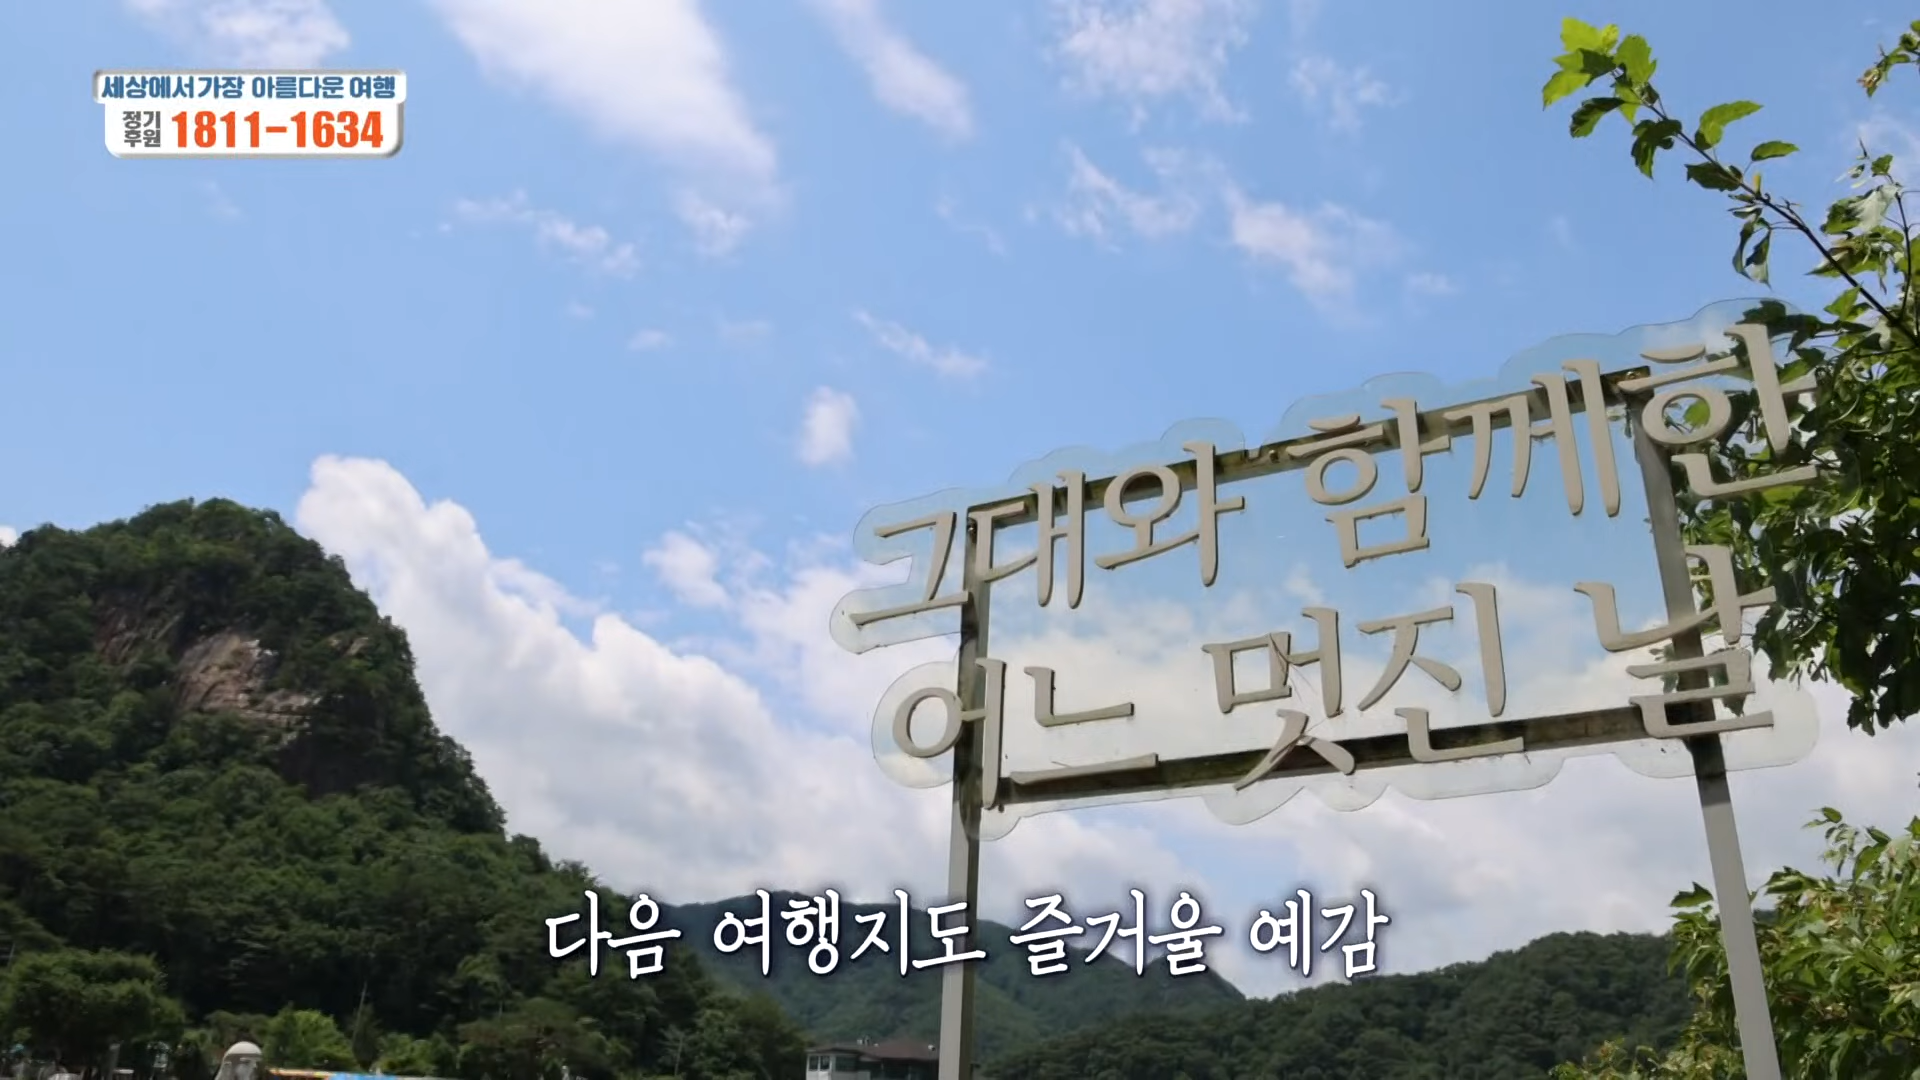 세상에서 가장 아름다운 여행
정기
후원 1811-1634
그대와 함께한
어느 멋진 날
다음 여행지도 즐거울 예감